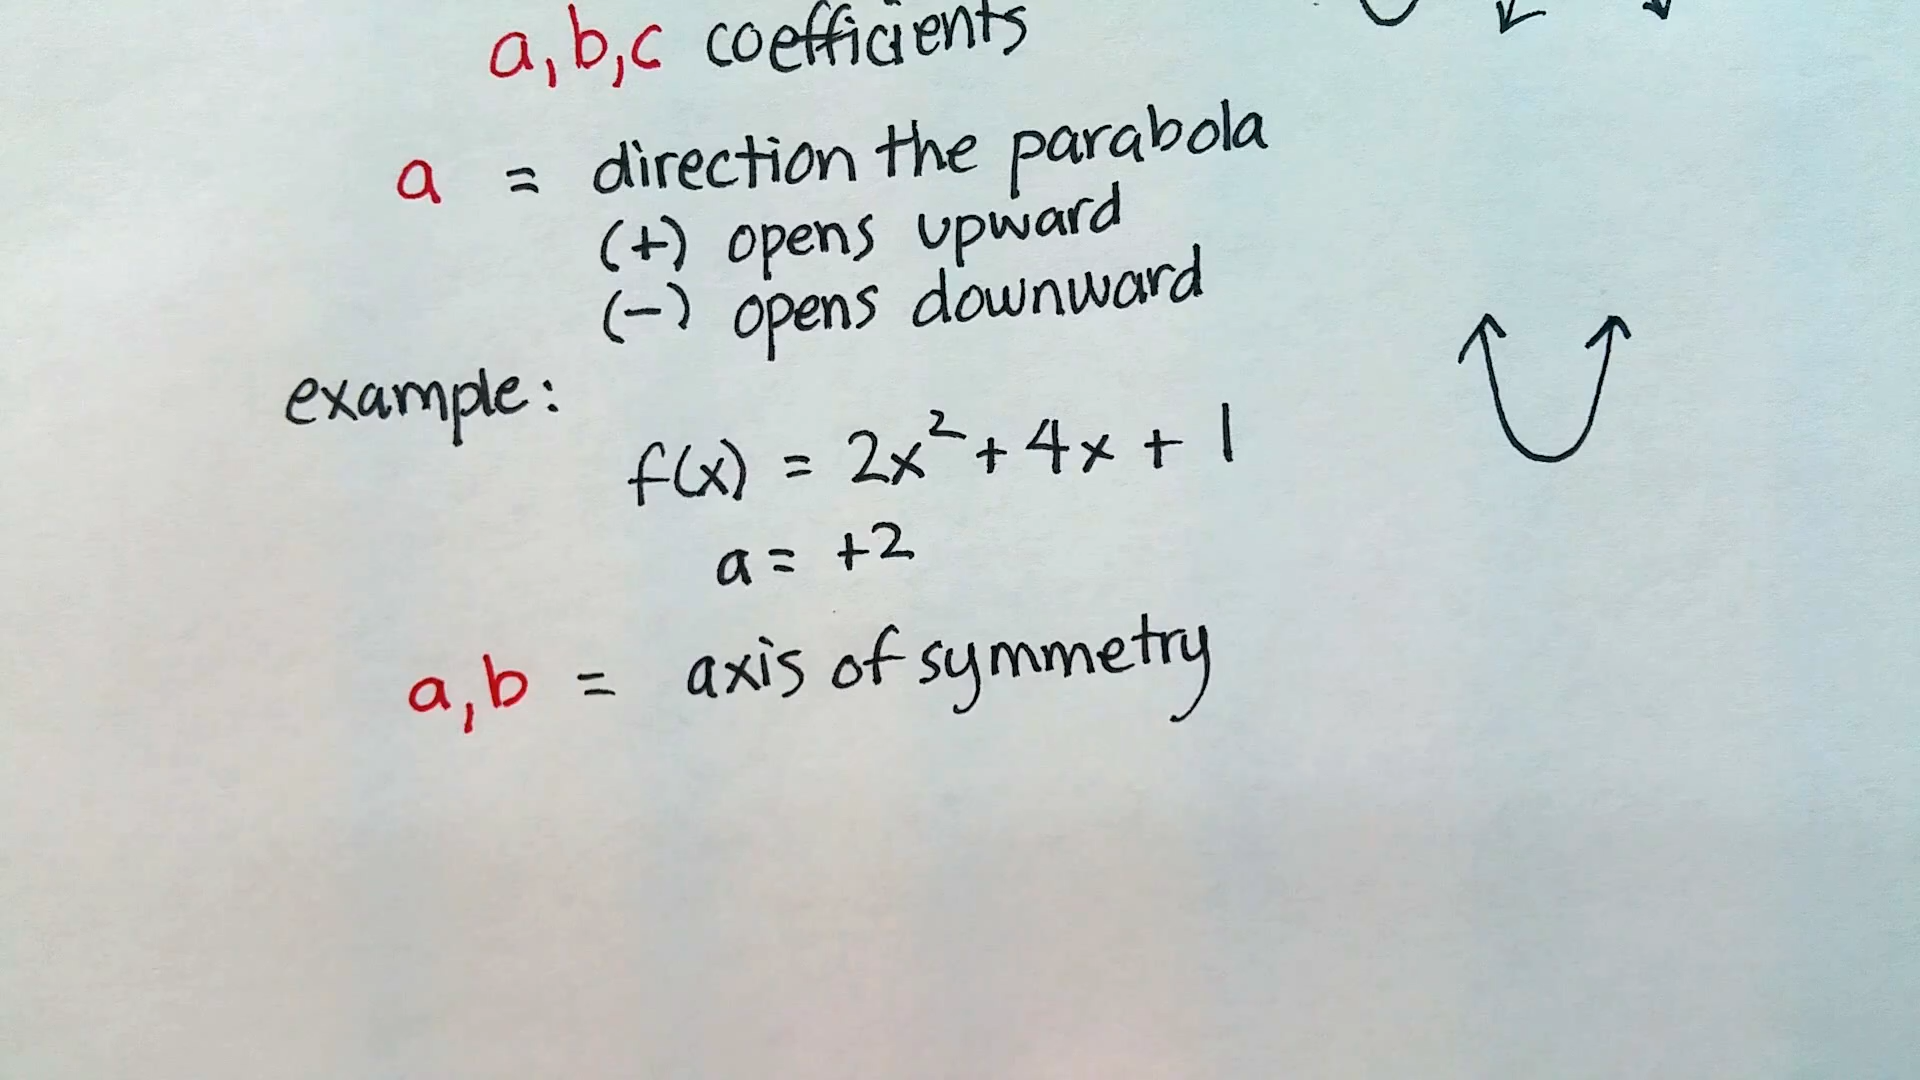 a,b,c coefficients
a = direction the parabola
(+) opens upward
(-) opens downward
example:
f(x) = 2x² + 4x + 1
a = +2
a,b = axis of symmetry